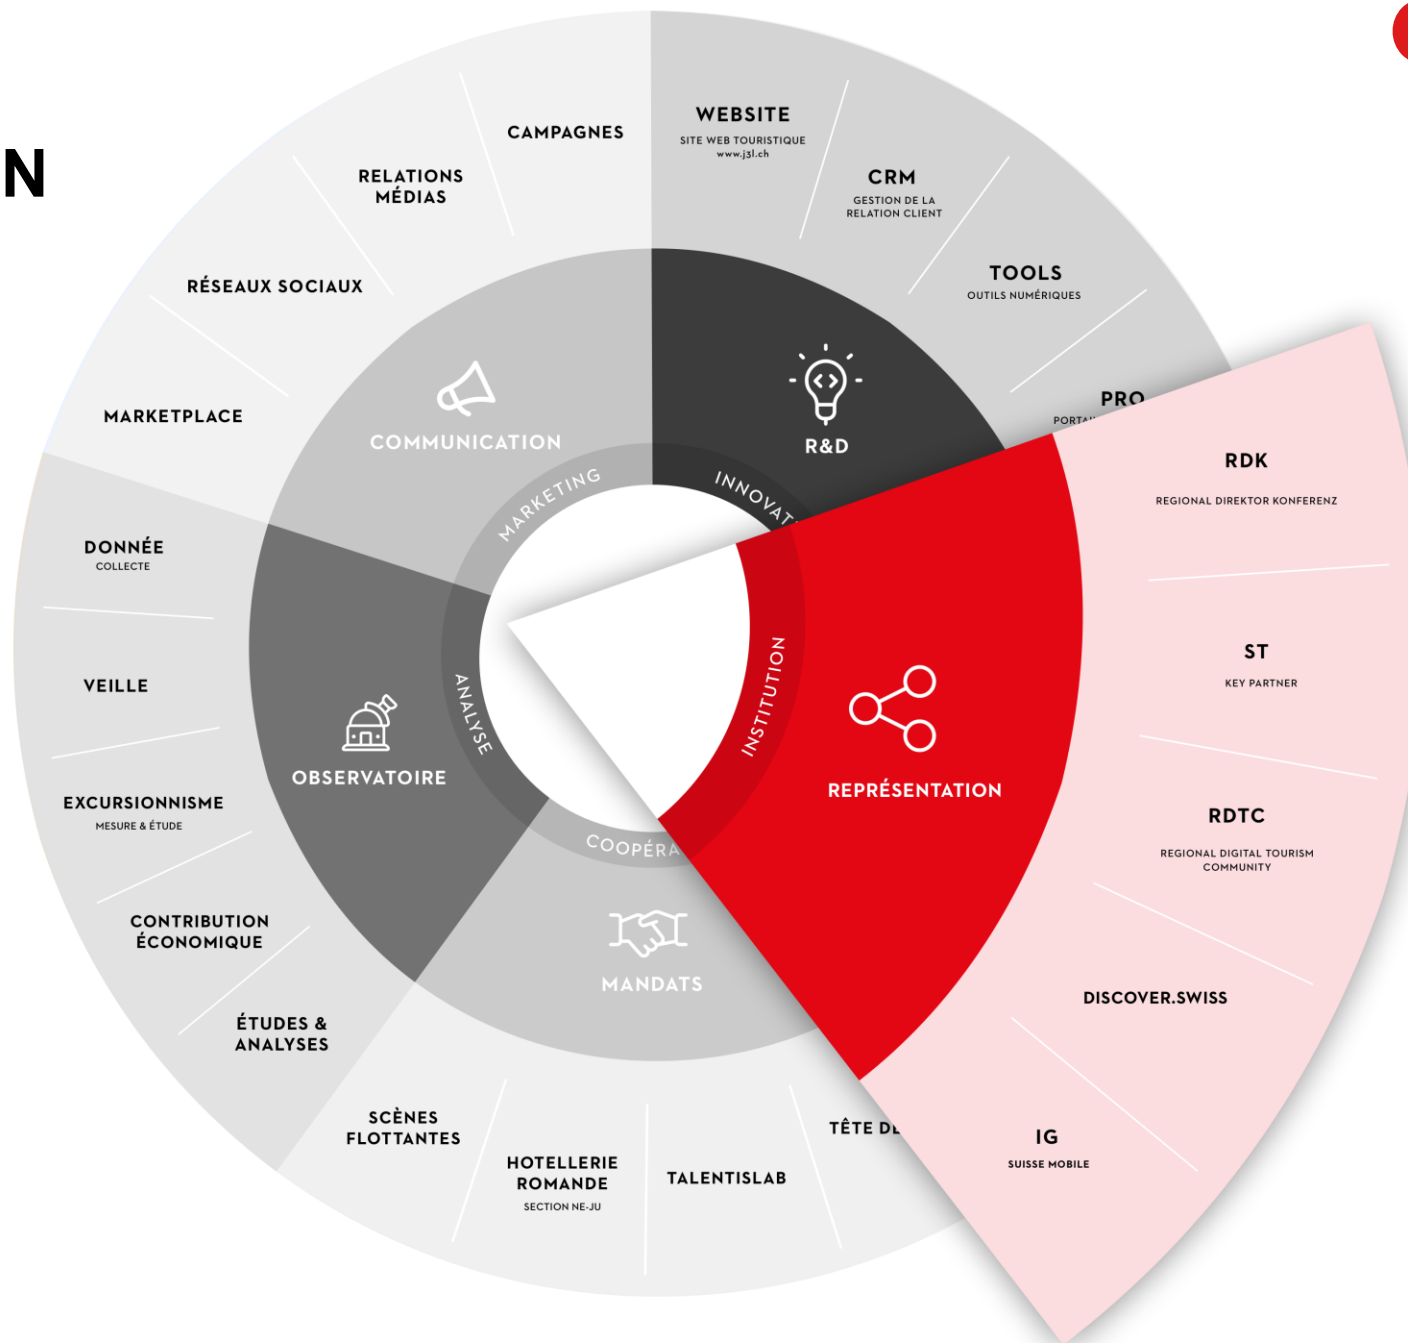 N
CAMPAGNES
RELATIONS
MÉDIAS
RÉSEAUX SOCIAUX
MARKETPLACE
COMMUNICATION
MARKETING
WEBSITE
SITE WEB TOURISTIQUE
www.j3l.ch
CRM
GESTION DE LA
RELATION CLIENT
TOOLS
OUTILS NUMÉRIQUES
PRO
R&D
INNOVAT
RDK
REGIONAL DIREKTOR KONFERENZ
ST
KEY PARTNER
RDTC
REGIONAL DIGITAL TOURISM
COMMUNITY
DISCOVER.SWISS
IG
SUISSE MOBILE
REPRÉSENTATION
INSTITUTION
DONNÉE
COLLECTE
VEILLE
EXCURSIONNISME
MESURE & ÉTUDE
CONTRIBUTION
ÉCONOMIQUE
ÉTUDES &
ANALYSES
OBSERVATOIRE
ANALYSE
COOPÉRA
MANDATS
SCÈNES
FLOTTANTES
HOTELLERIE
ROMANDE
SECTION NE-JU
TALENTISLAB
TÊTE DE